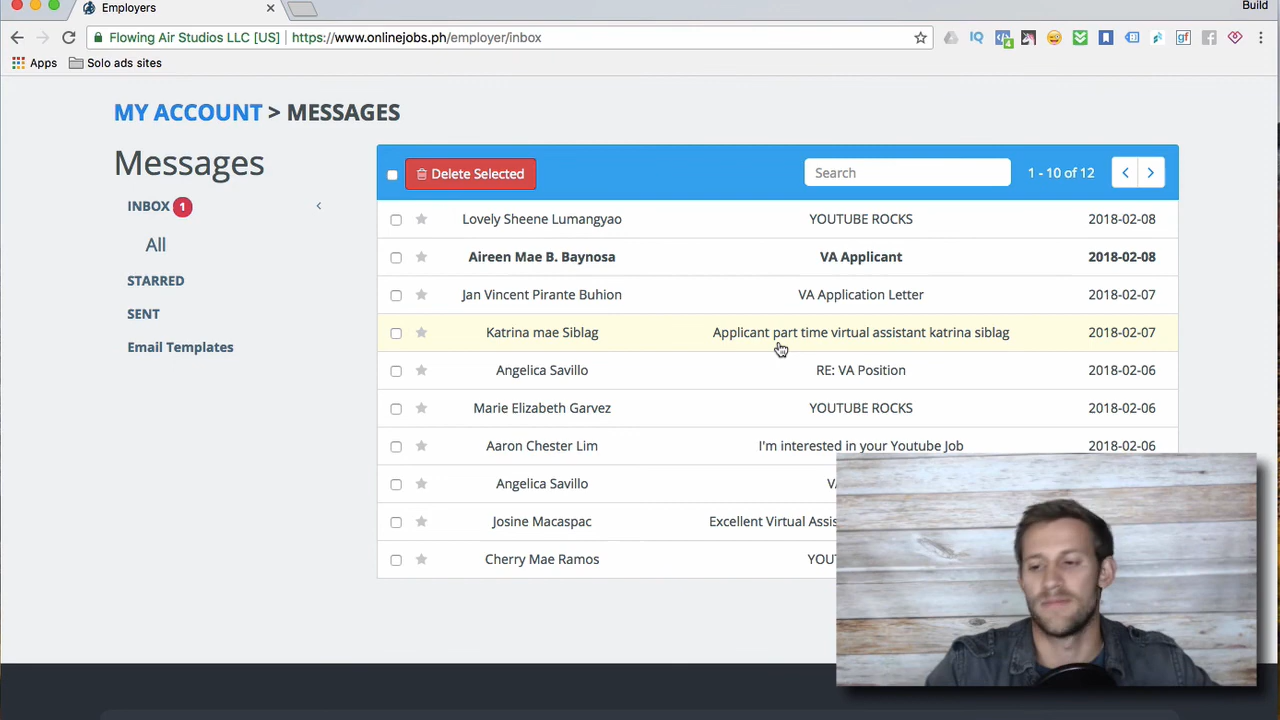 Employers
Build
Flowing Air Studios LLC [US] https://www.onlinejobs.ph/employer/inbox
Apps Solo ads sites
MY ACCOUNT > MESSAGES
Messages
INBOX 1
All
STARRED
SENT
Email Templates
Delete Selected Search 1 - 10 of 12
Lovely Sheene Lumangyao YOUTUBE ROCKS 2018-02-08
Aireen Mae B. Baynosa VA Applicant 2018-02-08
Jan Vincent Pirante Buhion VA Application Letter 2018-02-07
Katrina mae Siblag Applicant part time virtual assistant katrina siblag 2018-02-07
Angelica Savillo RE: VA Position 2018-02-06
Marie Elizabeth Garvez YOUTUBE ROCKS 2018-02-06
Aaron Chester Lim I'm interested in your Youtube Job 2018-02-06
Angelica Savillo
Josine Macaspac Excellent Virtual
Cherry Mae Ramos